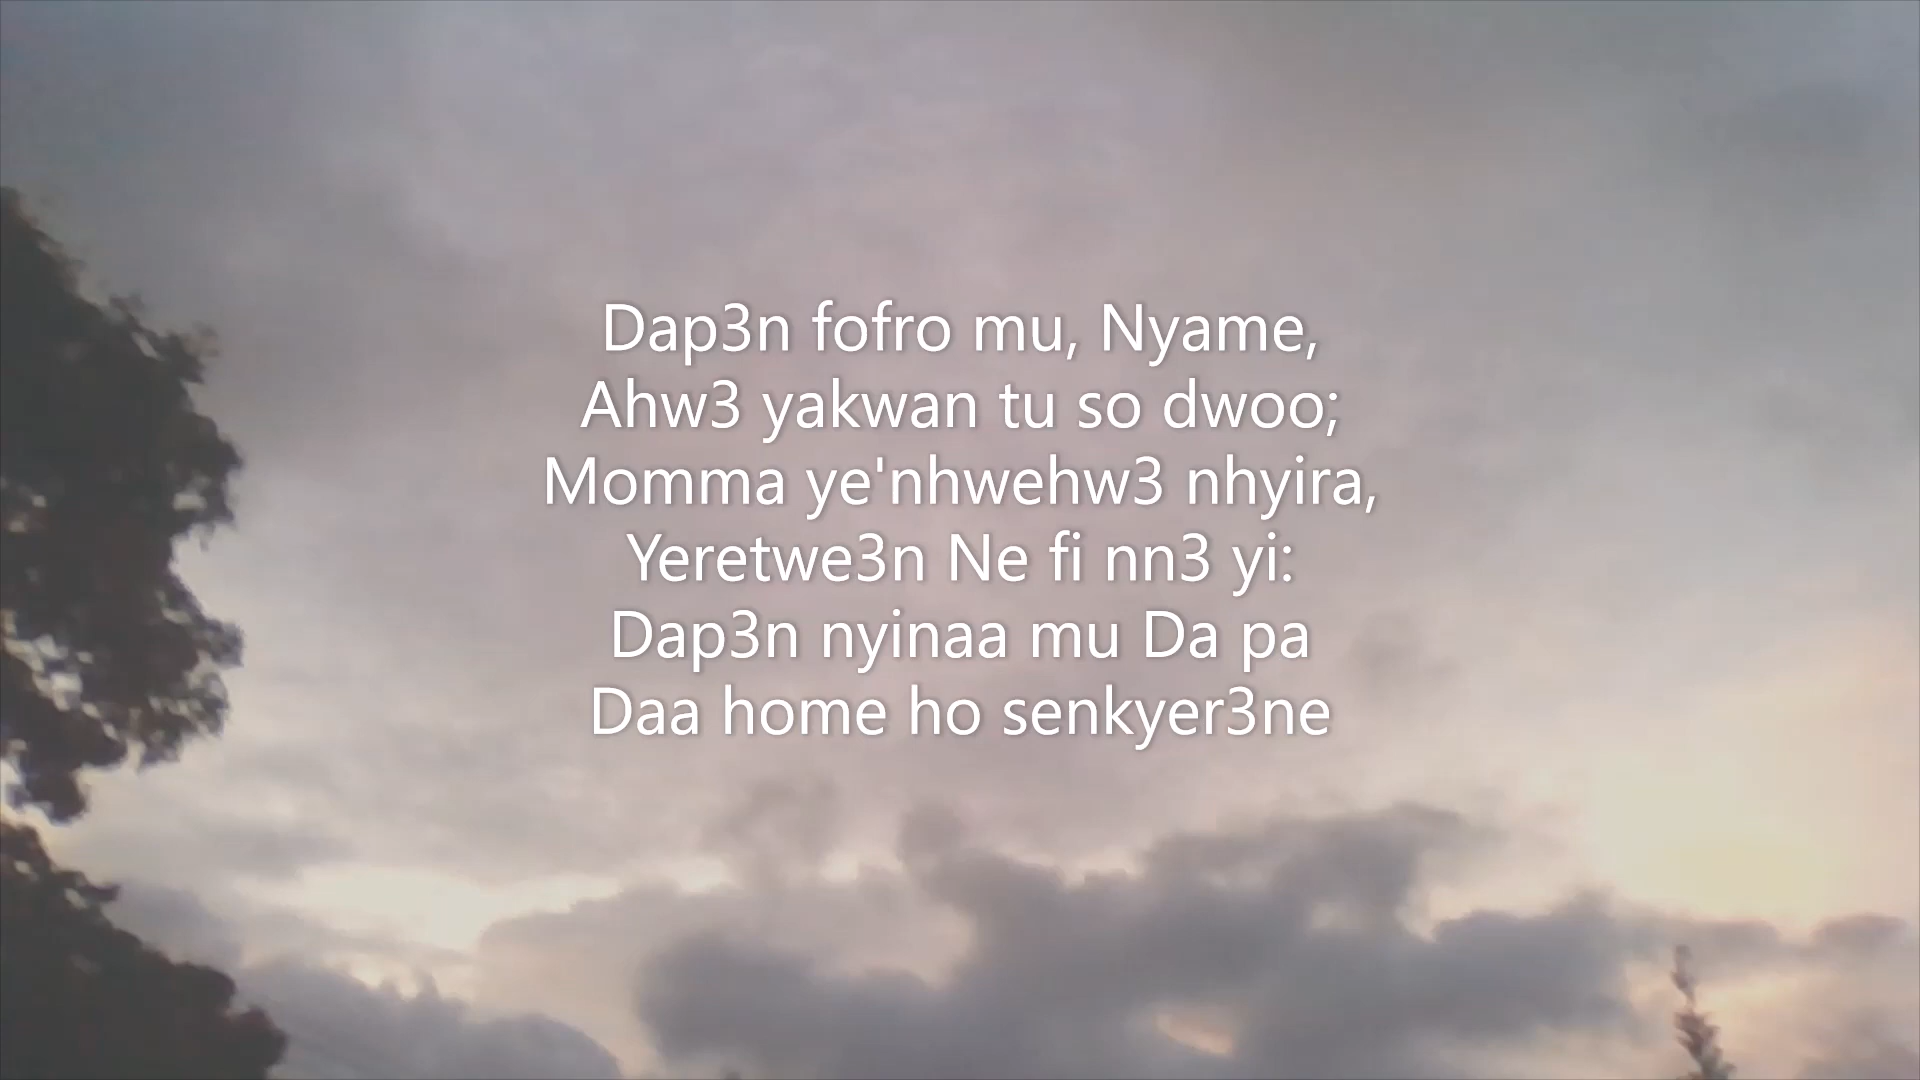 Dap3n fofro mu, Nyame,
Ahw3 yakwan tu so dwoo;
Momma ye'nhwehw3 nhyira,
Yeretwe3n Ne fi nn3 yi:
Dap3n nyinaa mu Da pa
Daa home ho senkyer3ne